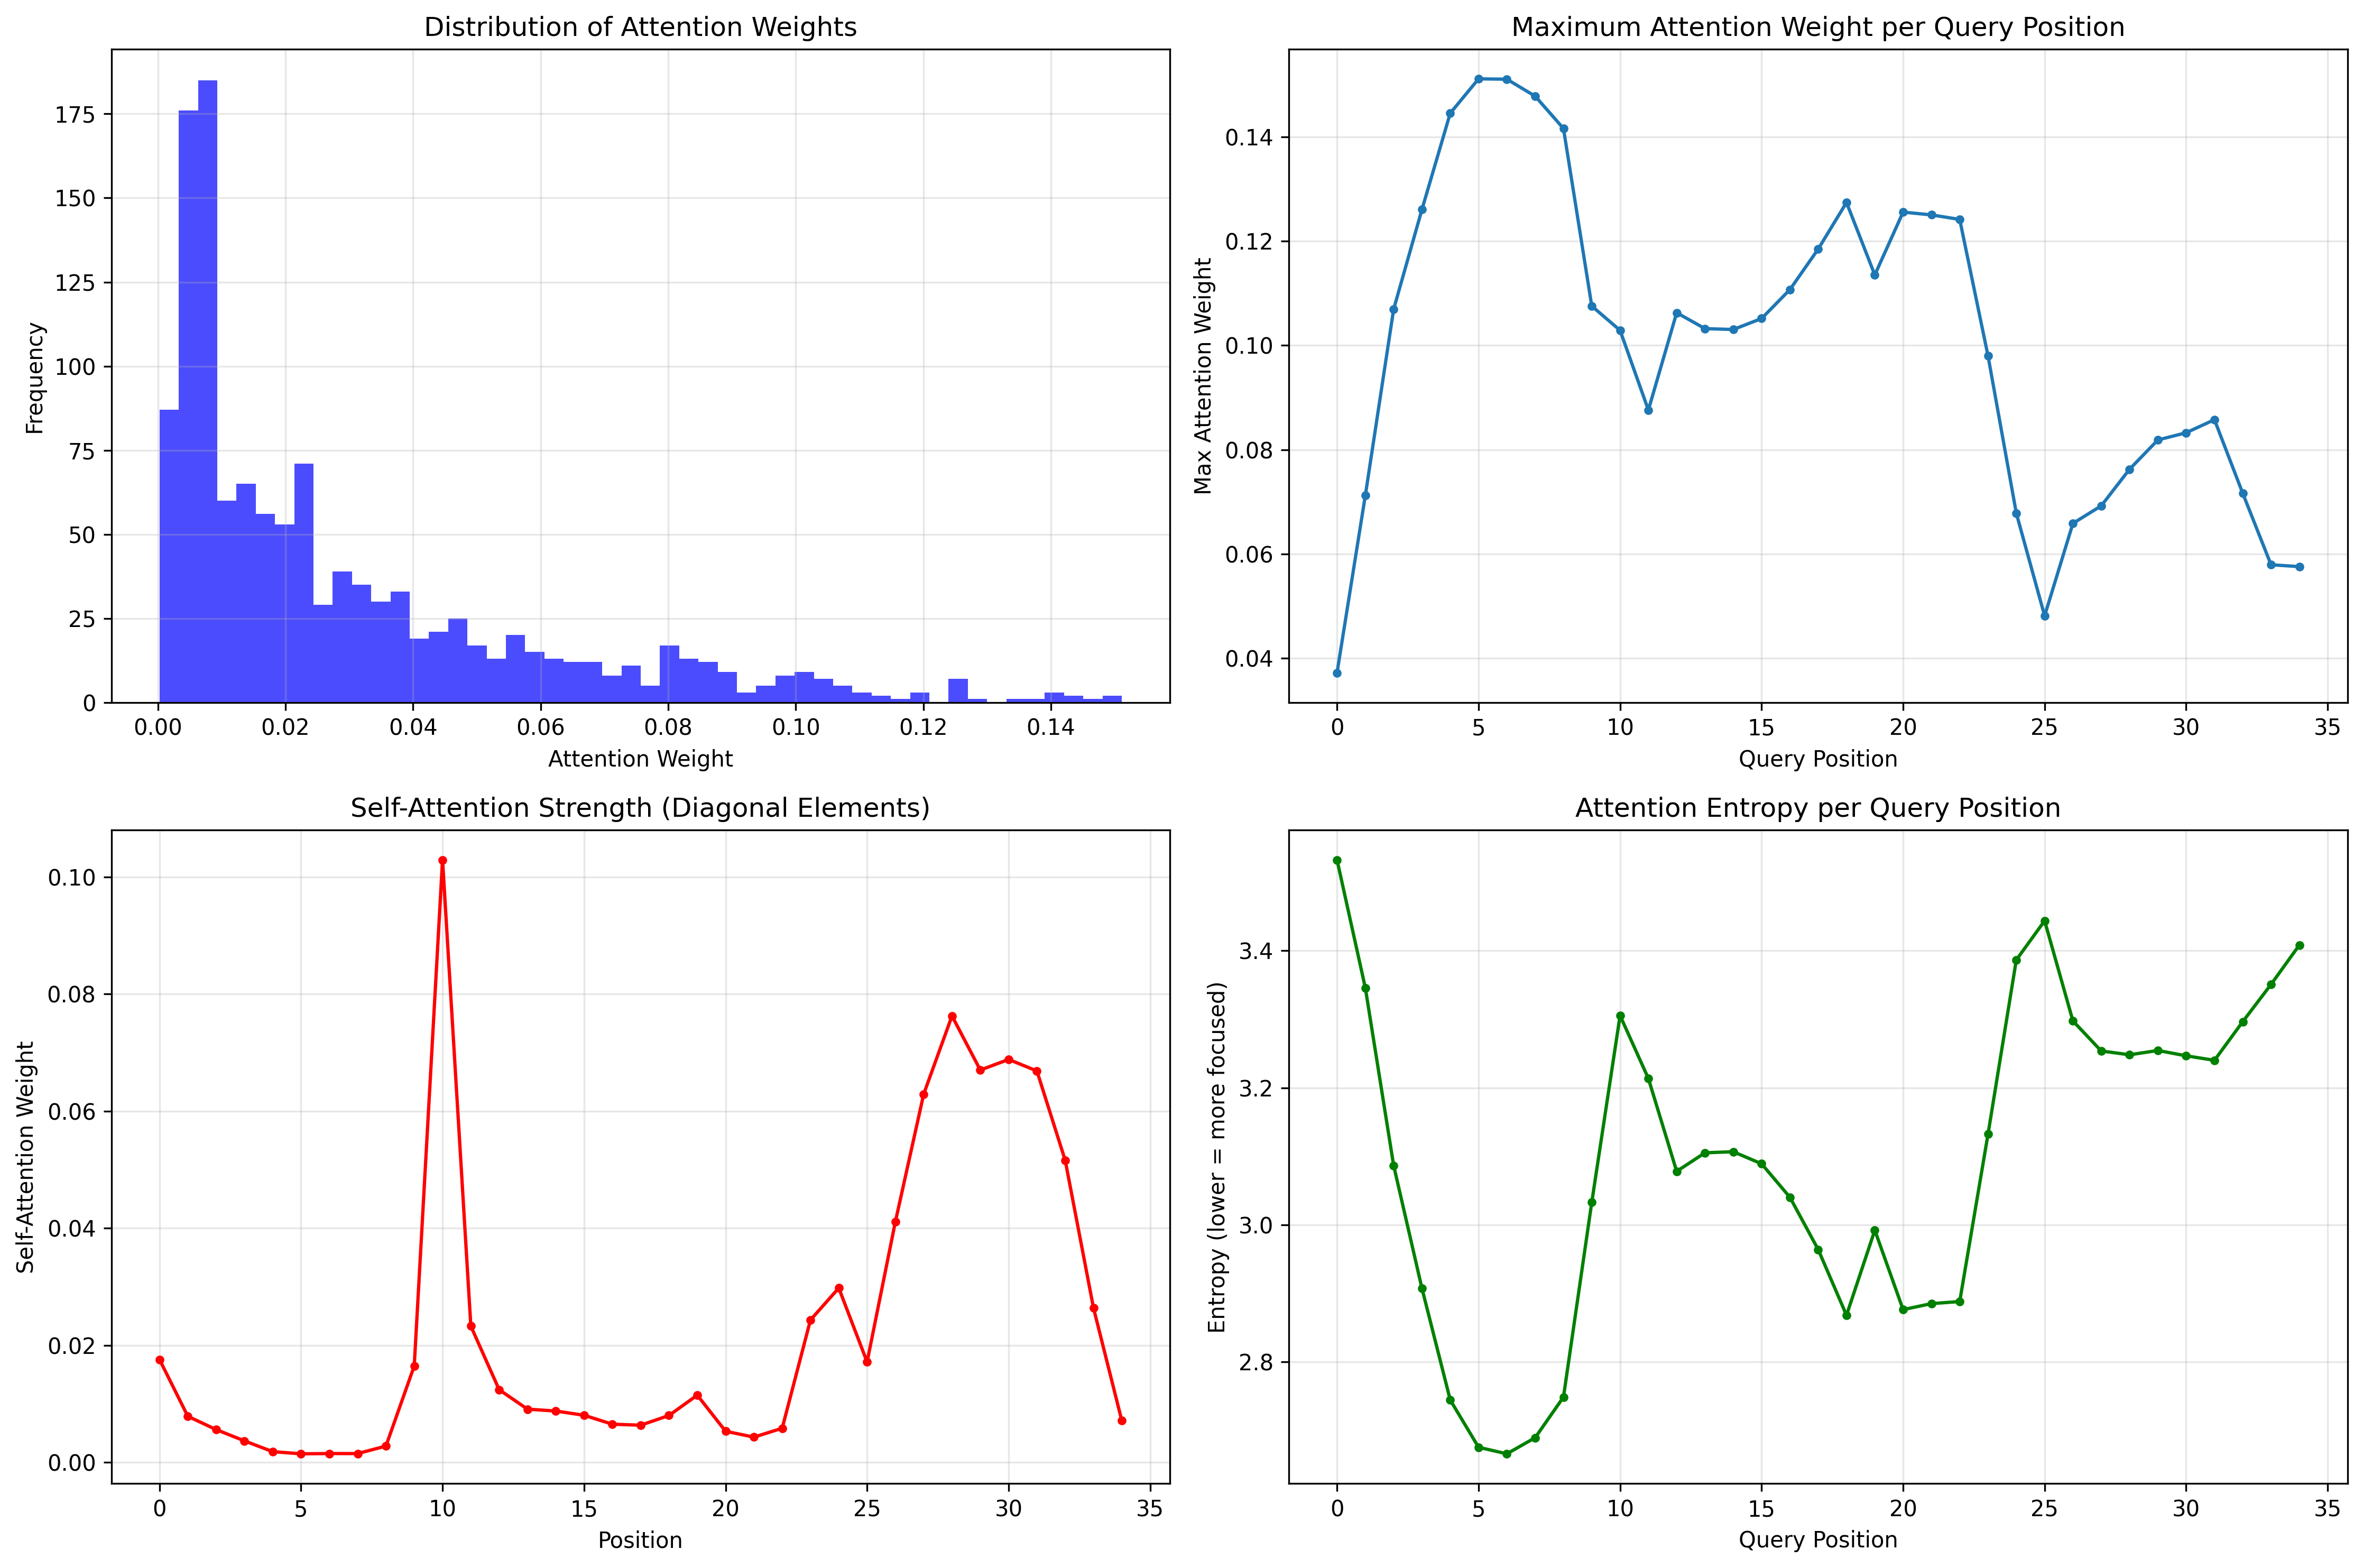 Distribution of Attention Weights
Frequency
175
150
125
100
75
50
25
0
0.00 0.02 0.04 0.06 0.08 0.10 0.12 0.14
Attention Weight
Maximum Attention Weight per Query Position
Max Attention Weight
0.14
0.12
0.10
0.08
0.06
0.04
0 5 10 15 20 25 30 35
Query Position
Self-Attention Strength (Diagonal Elements)
Self-Attention Weight
0.10
0.08
0.06
0.04
0.02
0.00
0 5 10 15 20 25 30 35
Position
Attention Entropy per Query Position
Entropy (lower = more focused)
3.4
3.2
3.0
2.8
0 5 10 15 20 25 30 35
Query Position